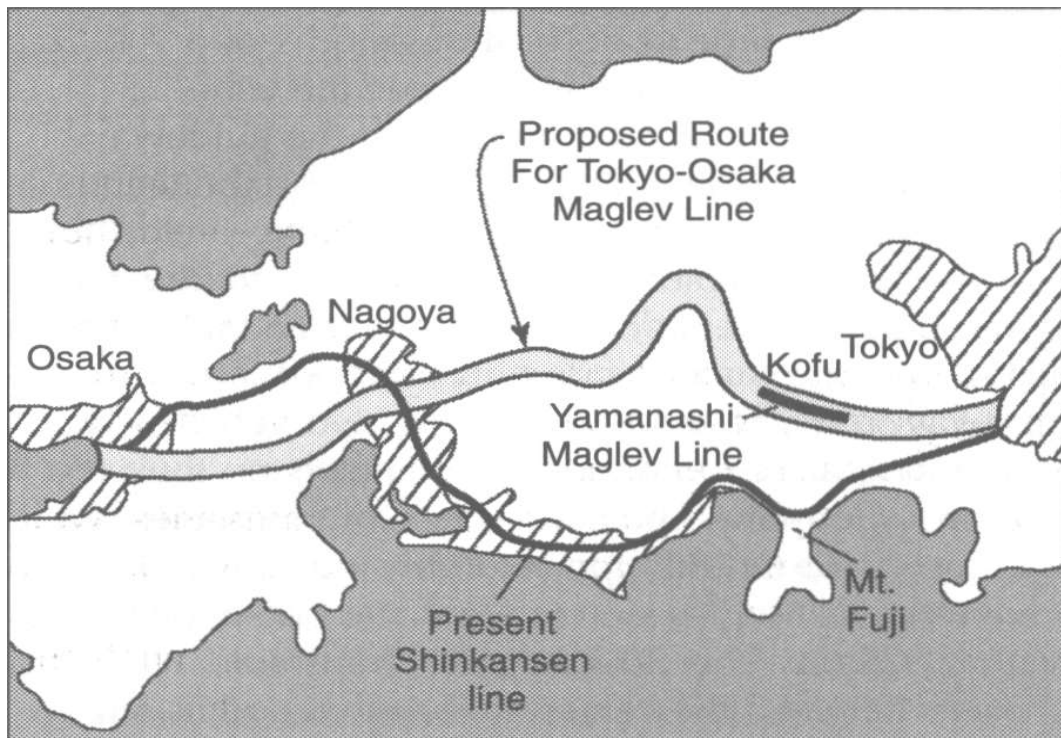 Proposed Route
For Tokyo-Osaka
Maglev Line
Nagoya
Osaka
Kofu
Tokyo
Yamanashi
Maglev Line
Mt.
Fuji
Present
Shinkansen
line